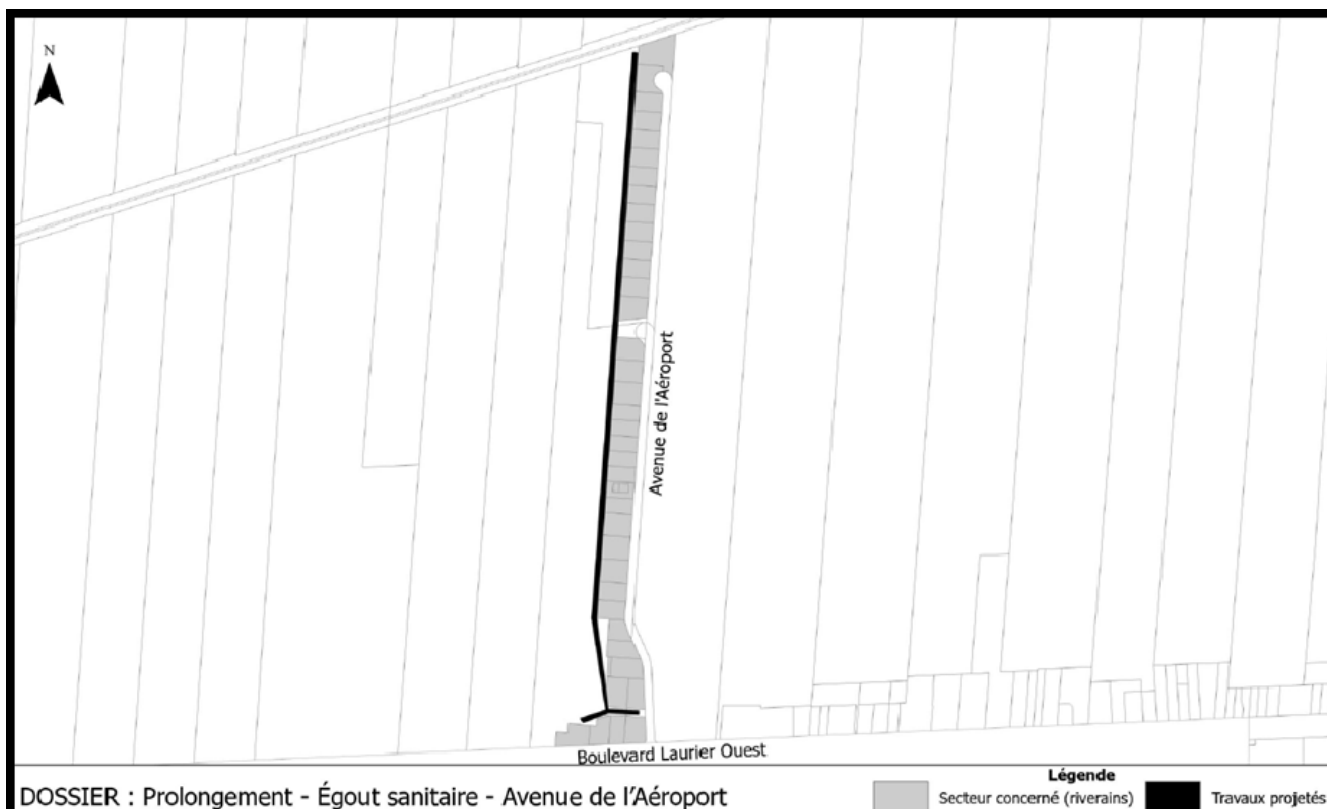 N
Avenue de l'Aéroport
Boulevard Laurier Ouest
DOSSIER : Prolongement - Égout sanitaire - Avenue de l'Aéroport
Légende
Secteur concerné (riverains)
Travaux projetés